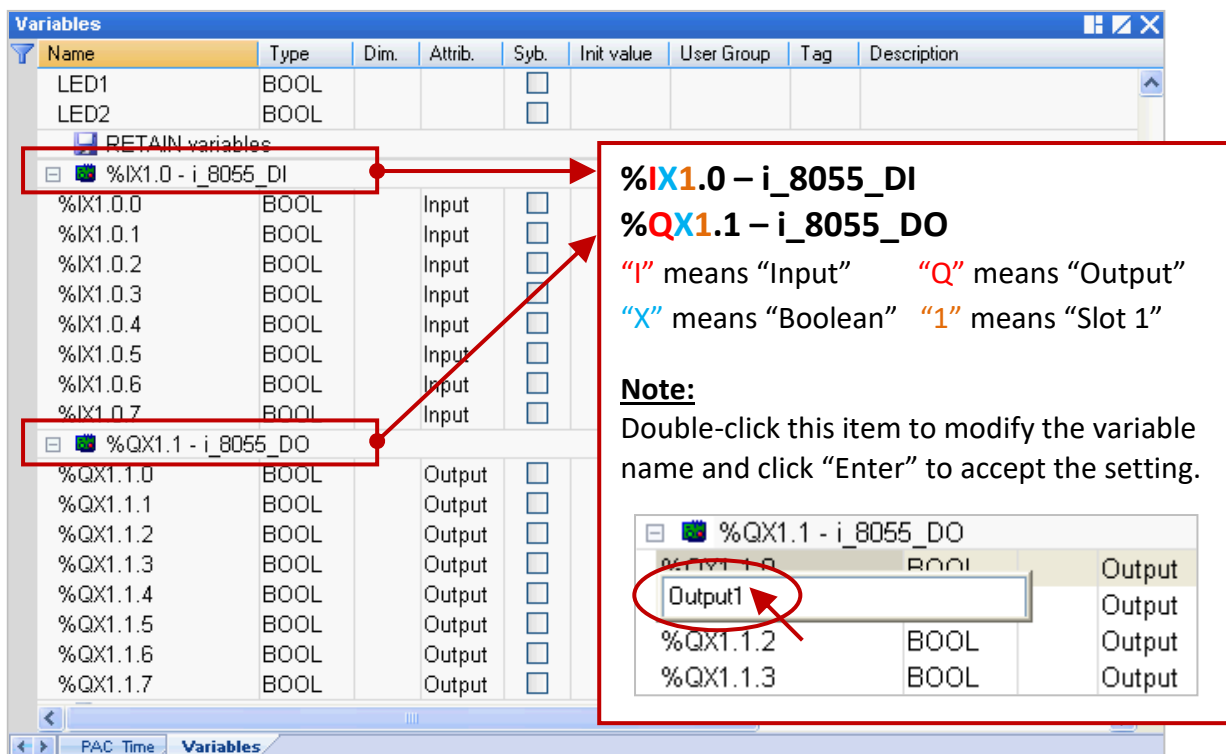 Variables
Name Type Dim. Attrib. Syb. Init value User Group Tag Description
LED1 BOOL
LED2 BOOL
RETAIN variables
%IX1.0 - i_8055_DI
%IX1.0.0 BOOL Input
%IX1.0.1 BOOL Input
%IX1.0.2 BOOL Input
%IX1.0.3 BOOL Input
%IX1.0.4 BOOL Input
%IX1.0.5 BOOL Input
%IX1.0.6 BOOL Input
%IX1.0.7 BOOL Input
%QX1.1 - i_8055_DO
%QX1.1.0 BOOL Output
%QX1.1.1 BOOL Output
%QX1.1.2 BOOL Output
%QX1.1.3 BOOL Output
%QX1.1.4 BOOL Output
%QX1.1.5 BOOL Output
%QX1.1.6 BOOL Output
%QX1.1.7 BOOL Output
PAC Time Variables
%IX1.0 – i_8055_DI
%QX1.1 – i_8055_DO
“I” means “Input” “Q” means “Output”
“X” means “Boolean” “1” means “Slot 1”
Note:
Double-click this item to modify the variable
name and click “Enter” to accept the setting.
%QX1.1 - i_8055_DO
%QX1.1.0 BOOL Output
Output1 Output
%QX1.1.2 BOOL Output
%QX1.1.3 BOOL Output